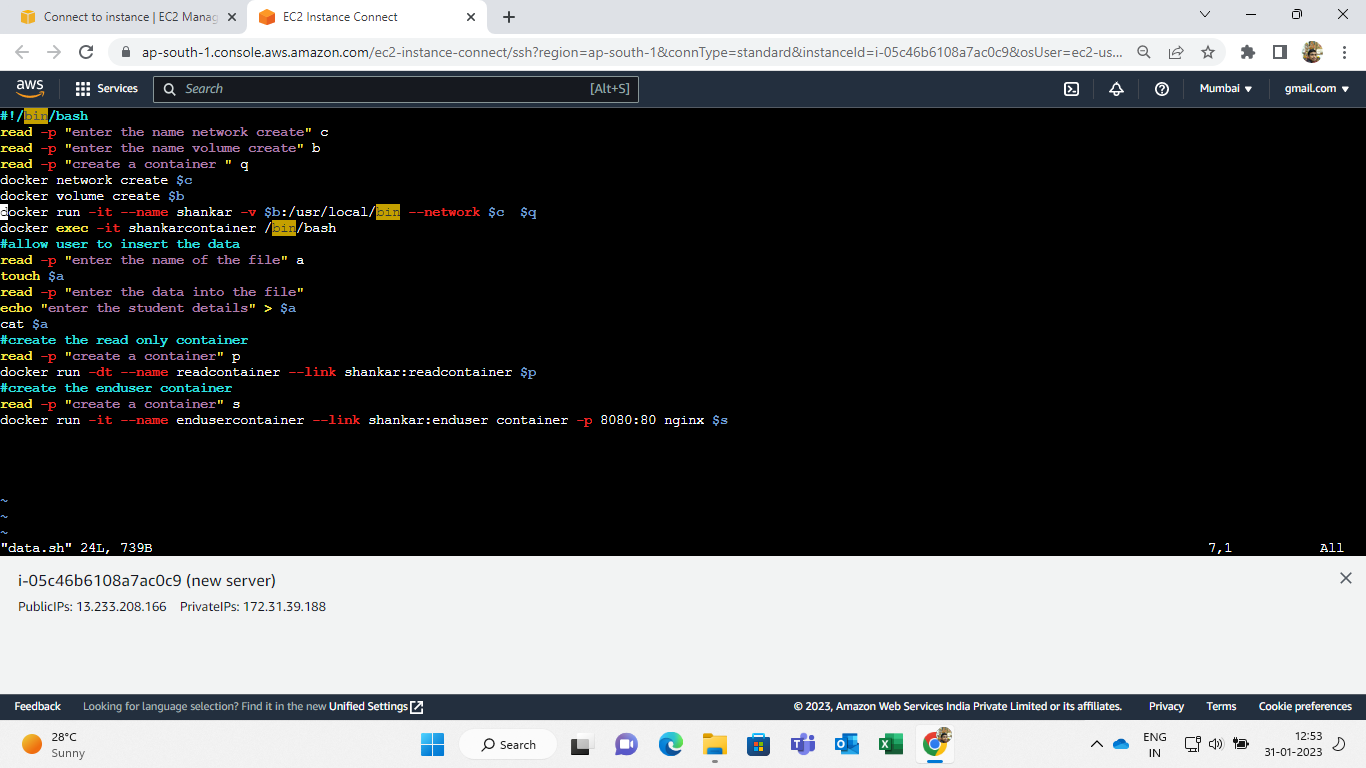 Connect to instance | EC2 Manag
EC2 Instance Connect
ap-south-1.console.aws.amazon.com/ec2-instance-connect/ssh?region=ap-south-1&connType=standard&instanceId=i-05c46b6108a7ac0c9&osUser=ec2-us...
aws
Services
Search
[Alt+S]
Mumbai
gmail.com
#!/bin/bash
read -p "enter the name network create" c
read -p "enter the name volume create" b
read -p "create a container " q
docker network create $c
docker volume create $b
docker run -it --name shankar -v $b:/usr/local/bin --network $c  $q
docker exec -it shankarcontainer /bin/bash
#allow user to insert the data
read -p "enter the name of the file" a
touch $a
read -p "enter the data into the file"
echo "enter the student details" > $a
cat $a
#create the read only container
read -p "create a container" p
docker run -dt --name readcontainer --link shankar:readcontainer $p
#create the enduser container
read -p "create a container" s
docker run -it --name endusercontainer --link shankar:enduser container -p 8080:80 nginx $s
~
~
~
"data.sh" 24L, 739B
7,1
All
i-05c46b6108a7ac0c9 (new server)
PublicIPs: 13.233.208.166 PrivateIPs: 172.31.39.188
Feedback
Looking for language selection? Find it in the new Unified Settings
© 2023, Amazon Web Services India Private Limited or its affiliates.
Privacy
Terms
Cookie preferences
28°C
Sunny
Search
ENG
IN
12:53
31-01-2023